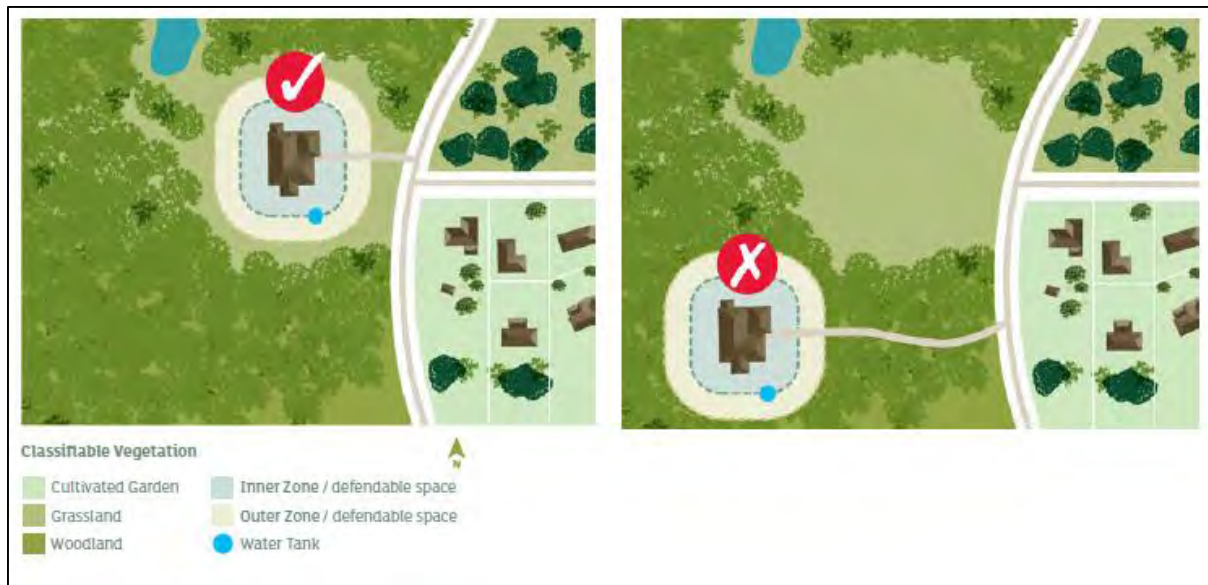 Classifiable Vegetation
N
Cultivated Garden
Grassland
Woodland
Inner Zone / defendable space
Outer Zone / defendable space
Water Tank